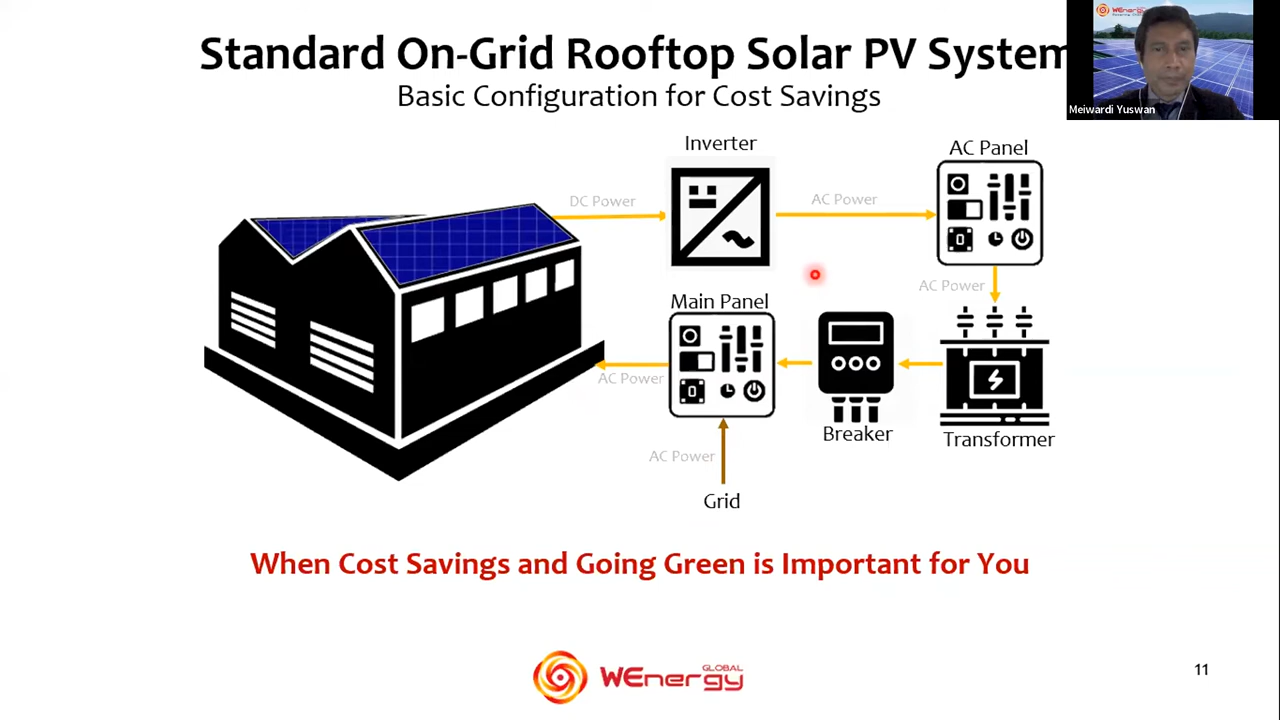 Standard On-Grid Rooftop Solar PV System
Basic Configuration for Cost Savings
WEnergy
Meiwardi Yuswan
Inverter
AC Panel
DC Power
AC Power
AC Power
Main Panel
AC Power
Breaker
Transformer
AC Power
Grid
When Cost Savings and Going Green is Important for You
WEnergy GLOBAL
11